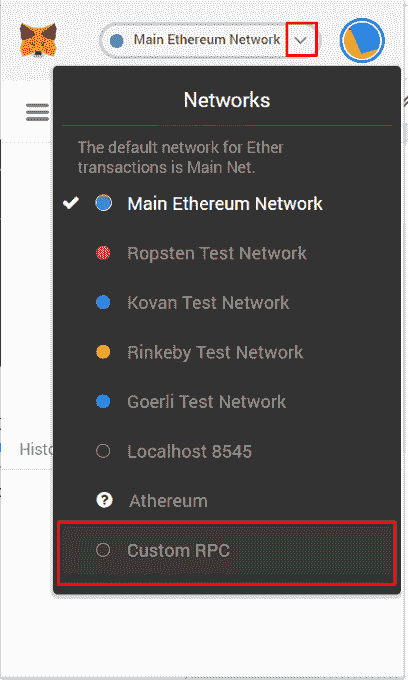 Main Ethereum Network
Networks
The default network for Ether
transactions is Main Net.
Main Ethereum Network
Ropsten Test Network
Kovan Test Network
Rinkeby Test Network
Goerli Test Network
Localhost 8545
Histo
Athereum
Custom RPC